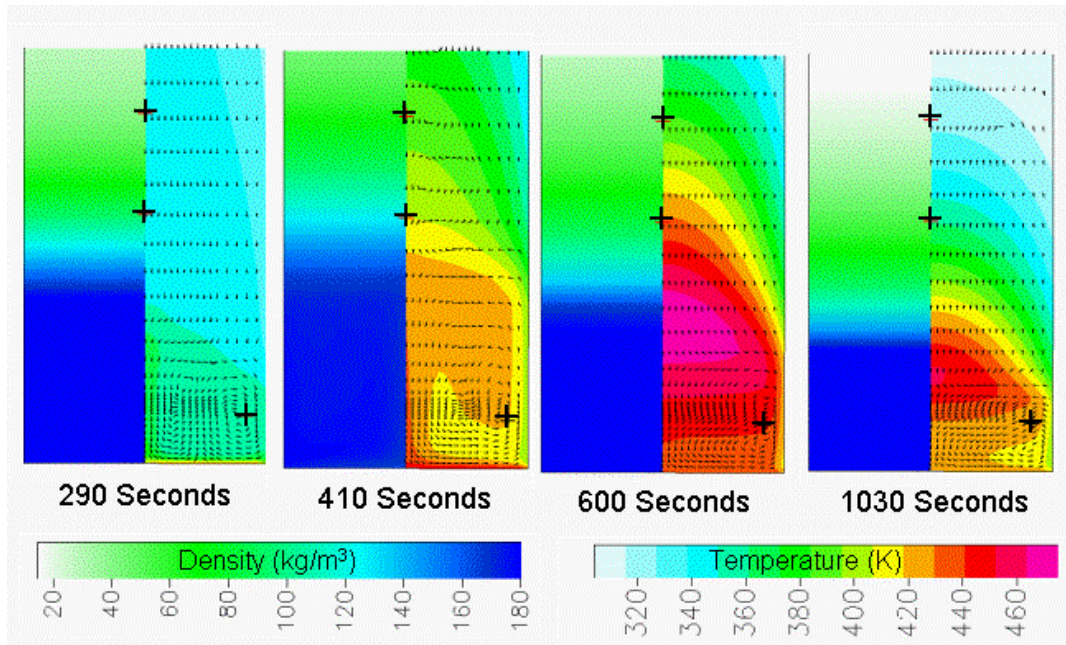 290 Seconds
410 Seconds
600 Seconds
1030 Seconds
Density (kg/m³)
20 40 60 80 100 120 140 160 180
Temperature (K)
320 340 360 380 400 420 440 460